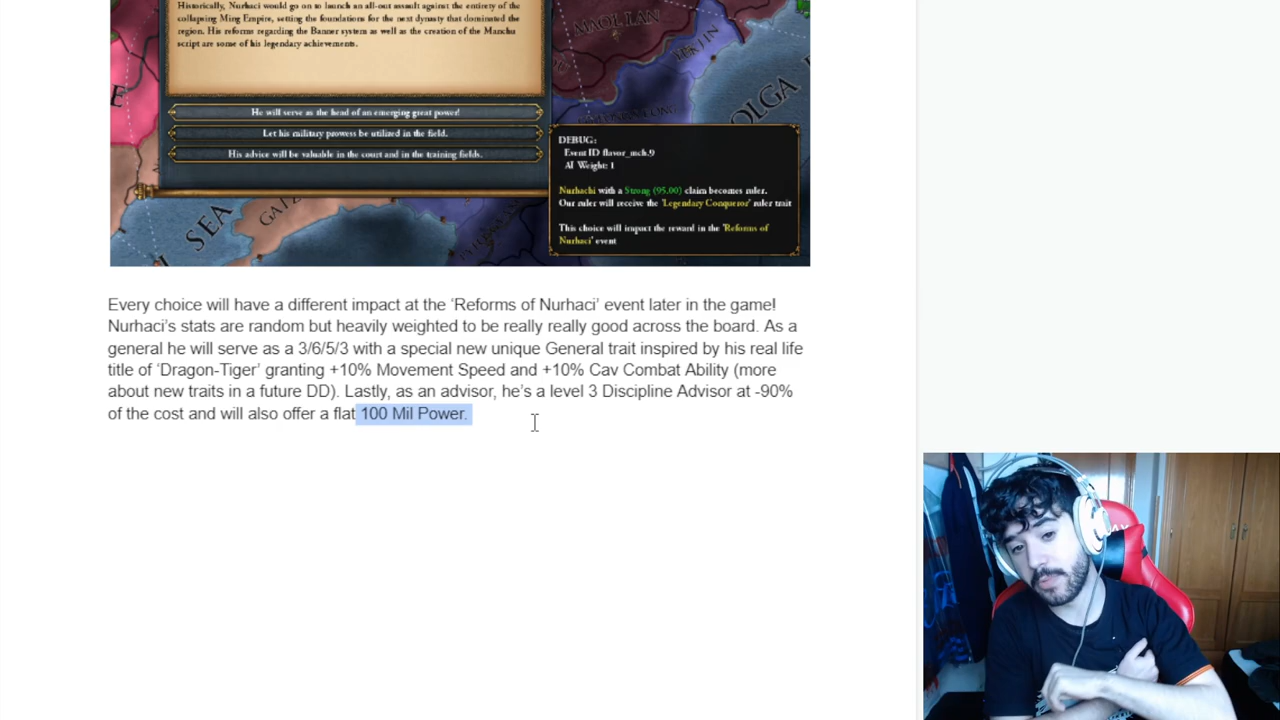 Historically, Nurhaci would go on to launch an all-out assault against the entirety of the
collapsing Ming Empire, setting the foundations for the next dynasty that dominated the
region. His reforms regarding the Banner system as well as the creation of the Manchu
script are some of his legendary achievements.
MAOL LAN
YERJIN
OLGA
E
SEA
He will serve as the head of an emerging great power!
Let his military prowess be utilized in the field.
His advice will be valuable in the court and in the training fields.
DEBUG:
Event ID flavor_mch.9
AI Weight: 1
Nurhachi with a Strong (95.00) claim becomes ruler.
Our ruler will receive the 'Legendary Conqueror' ruler trait
This choice will impact the reward in the 'Reforms of
Nurhaci' event
Every choice will have a different impact at the ‘Reforms of Nurhaci’ event later in the game!
Nurhaci’s stats are random but heavily weighted to be really really good across the board. As a
general he will serve as a 3/6/5/3 with a special new unique General trait inspired by his real life
title of ‘Dragon-Tiger’ granting +10% Movement Speed and +10% Cav Combat Ability (more
about new traits in a future DD). Lastly, as an advisor, he’s a level 3 Discipline Advisor at -90%
of the cost and will also offer a flat 100 Mil Power.